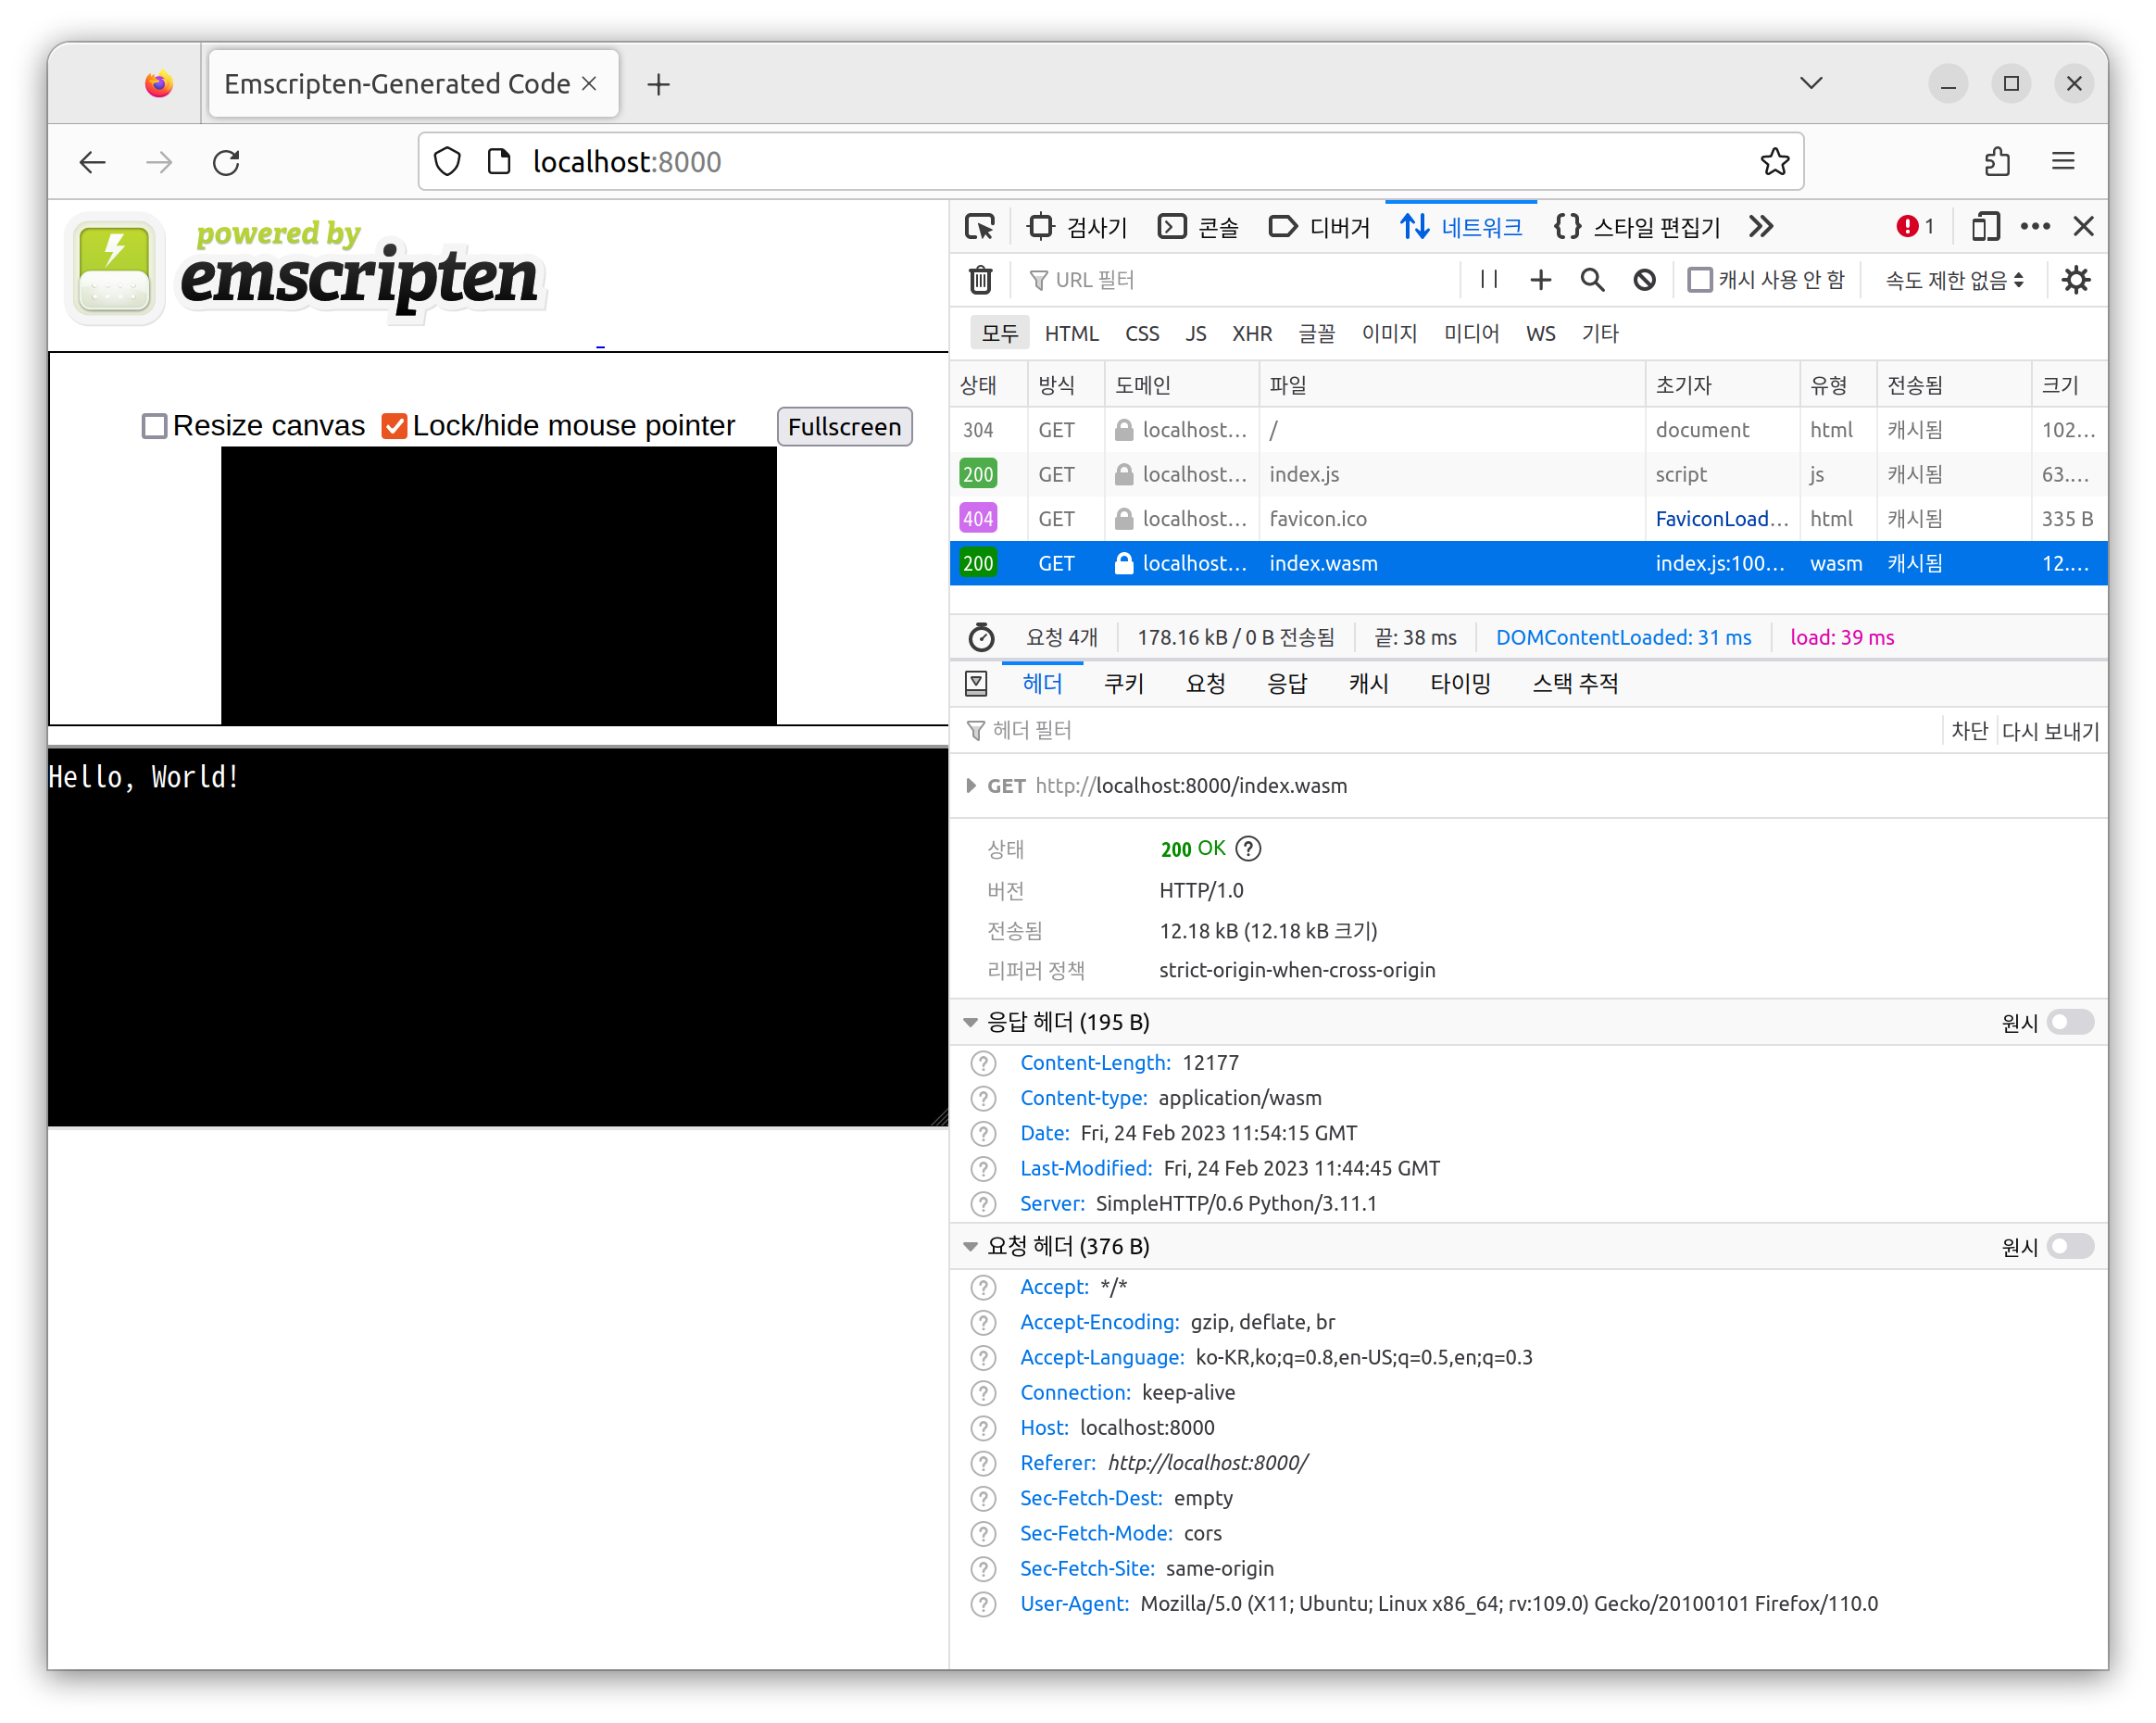 Emscripten-Generated Code
localhost:8000
powered by
emscripten
Resize canvas Lock/hide mouse pointer Fullscreen
Hello, World!
검사기 콘솔 디버거 네트워크 스타일 편집기 1
URL 필터 캐시 사용 안 함 속도 제한 없음
모두 HTML CSS JS XHR 글꼴 이미지 미디어 WS 기타
상태 방식 도메인 파일 초기자 유형 전송됨 크기
304 GET localhost... / document html 캐시됨 102...
200 GET localhost... index.js script js 캐시됨 63....
404 GET localhost... favicon.ico FaviconLoad... html 캐시됨 335 B
200 GET localhost... index.wasm index.js:100... wasm 캐시됨 12....
요청 4개 178.16 kB / 0 B 전송됨 끝: 38 ms DOMContentLoaded: 31 ms load: 39 ms
헤더 쿠키 요청 응답 캐시 타이밍 스택 추적
헤더 필터 차단 다시 보내기
GET http://localhost:8000/index.wasm
상태 200 OK
버전 HTTP/1.0
전송됨 12.18 kB (12.18 kB 크기)
리퍼러 정책 strict-origin-when-cross-origin
응답 헤더 (195 B) 원시
Content-Length: 12177
Content-type: application/wasm
Date: Fri, 24 Feb 2023 11:54:15 GMT
Last-Modified: Fri, 24 Feb 2023 11:44:45 GMT
Server: SimpleHTTP/0.6 Python/3.11.1
요청 헤더 (376 B) 원시
Accept: */*
Accept-Encoding: gzip, deflate, br
Accept-Language: ko-KR,ko;q=0.8,en-US;q=0.5,en;q=0.3
Connection: keep-alive
Host: localhost:8000
Referer: http://localhost:8000/
Sec-Fetch-Dest: empty
Sec-Fetch-Mode: cors
Sec-Fetch-Site: same-origin
User-Agent: Mozilla/5.0 (X11; Ubuntu; Linux x86_64; rv:109.0) Gecko/20100101 Firefox/110.0